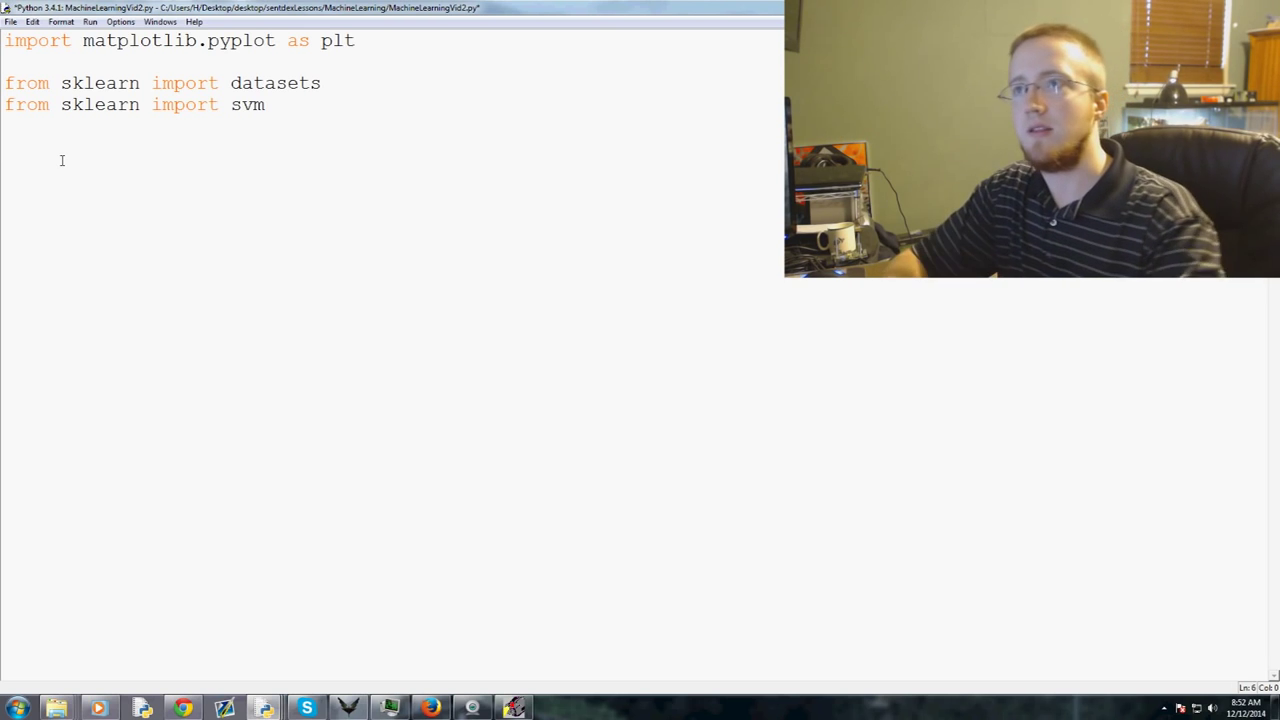 *Python 3.4.1: MachineLearningVid2.py - C:/Users/H/Desktop/desktop/sentdexLessons/MachineLearning/MachineLearningVid2.py*
File Edit Format Run Options Windows Help
import matplotlib.pyplot as plt
from sklearn import datasets
from sklearn import svm
Ln: 6 Col: 0
8:52 AM
12/12/2014